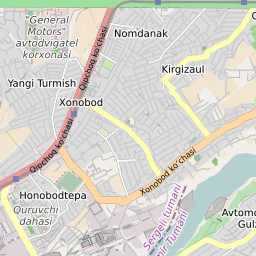 "General
Motors"
avtodvigatel
korxonasi
Nomdanak
Kirgizaul
Qipchoq ko'chasi
Yangi Turmish
Xonobod
Qipchoq ko'chasi
Xonobod ko'chasi
Honobodtepa
Quruvchi
dahasi
Sergeli tumani
Avtomo
Gulz